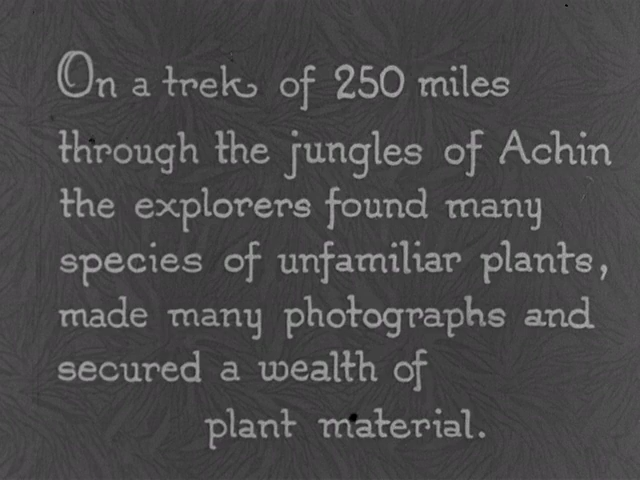 On a trek of 250 miles
through the jungles of Achin
the explorers found many
species of unfamiliar plants,
made many photographs and
secured a wealth of
plant material.